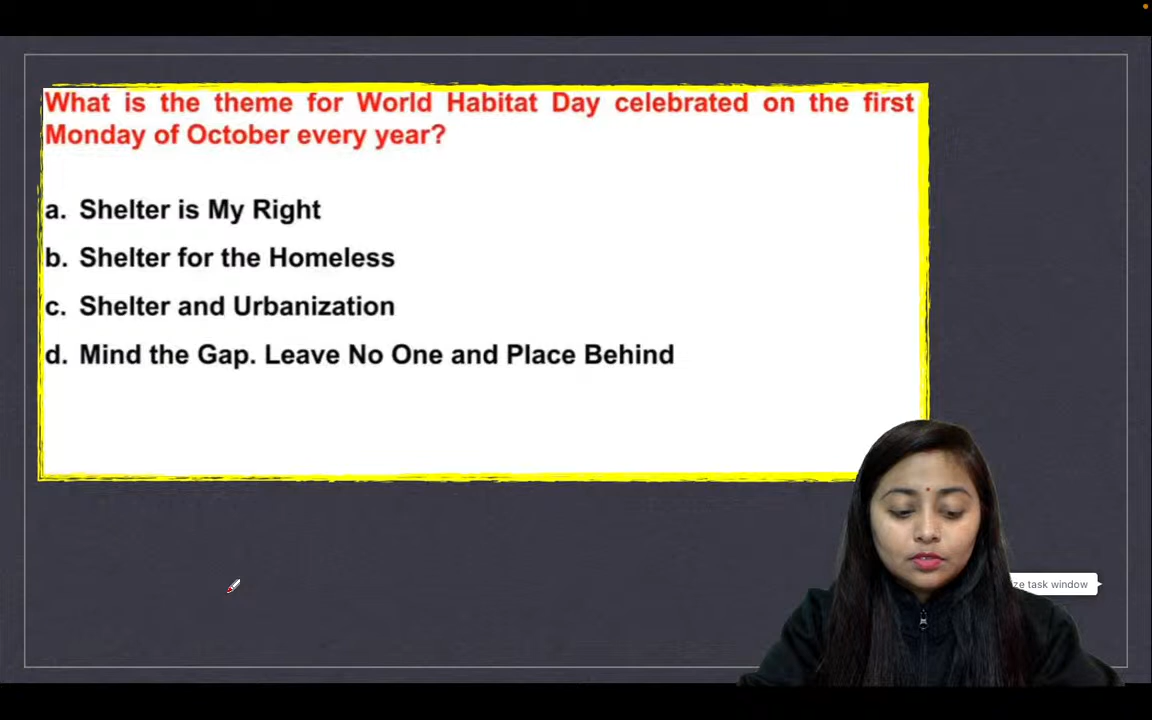 What is the theme for World Habitat Day celebrated on the first
Monday of October every year?
a. Shelter is My Right
b. Shelter for the Homeless
c. Shelter and Urbanization
d. Mind the Gap. Leave No One and Place Behind
task window